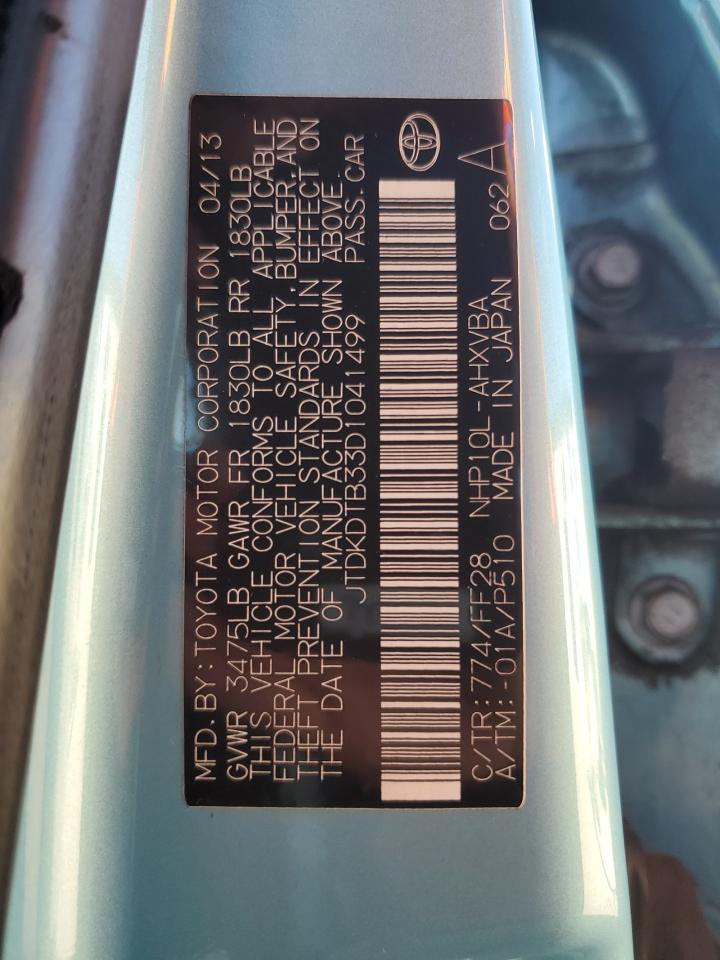 MFD. BY: TOYOTA MOTOR CORPORATION 04/13
GVWR 3475LB GAWR FR 1830LB RR 1830LB
THIS VEHICLE CONFORMS TO ALL APPLICABLE
FEDERAL MOTOR VEHICLE SAFETY, BUMPER, AND
THEFT PREVENTION STANDARDS IN EFFECT ON
THE DATE OF MANUFACTURE SHOWN ABOVE.
JTDKDTB33D1041499 PASS. CAR
C/TR: 774/FF28 NHP10L-AHXVBA 062A
A/TM: -01A/P510 MADE IN JAPAN